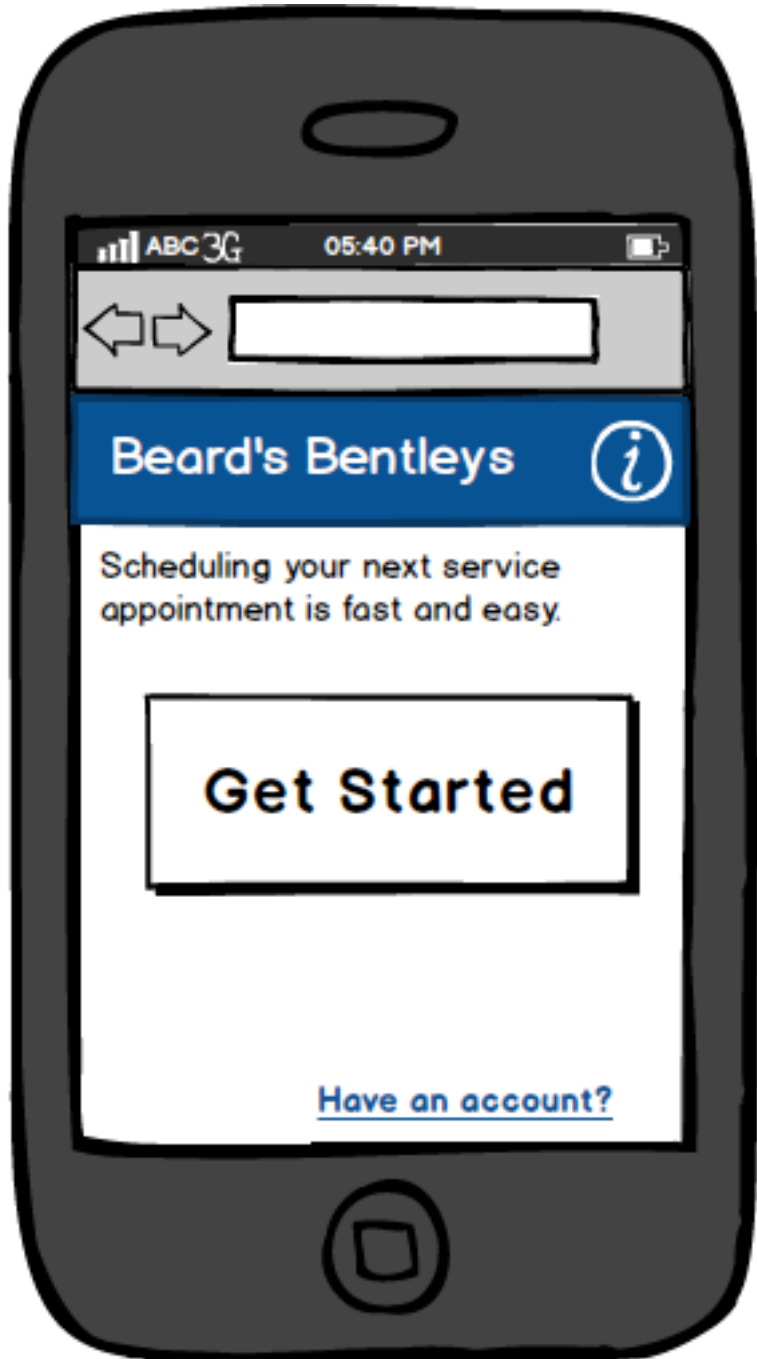 ABC 3G 05:40 PM
Beard's Bentleys i
Scheduling your next service
appointment is fast and easy.
Get Started
Have an account?